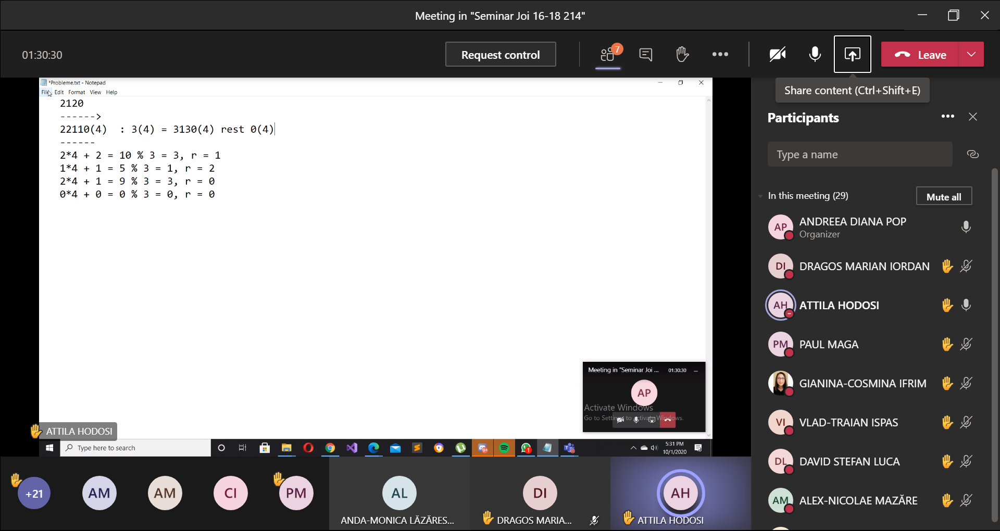 Meeting in "Seminar Joi 16-18 214"
01:30:30
Request control
7
Leave
Share content (Ctrl+Shift+E)
*Probleme.txt - Notepad
File Edit Format View Help
2120
------>
22110(4)  : 3(4) = 3130(4) rest 0(4)
------
2*4 + 2 = 10 % 3 = 3, r = 1
1*4 + 1 = 5 % 3 = 1, r = 2
2*4 + 1 = 9 % 3 = 3, r = 0
0*4 + 0 = 0 % 3 = 0, r = 0
Meeting in "Seminar Joi ... 01:30:30
AP
Activate Windows
Go to Settings to activate Windows.
ATTILA HODOSI
Type here to search
9+
1
5:31 PM
10/1/2020
+21
AM
AM
CI
PM
AL
ANDA-MONICA LĂZĂRES...
DI
DRAGOS MARIA...
AH
ATTILA HODOSI
Participants
Type a name
In this meeting (29)
Mute all
AP
ANDREEA DIANA POP
Organizer
DI
DRAGOS MARIAN IORDAN
AH
ATTILA HODOSI
PM
PAUL MAGA
GIANINA-COSMINA IFRIM
VI
VLAD-TRAIAN ISPAS
DL
DAVID STEFAN LUCA
AM
ALEX-NICOLAE MAZĂRE